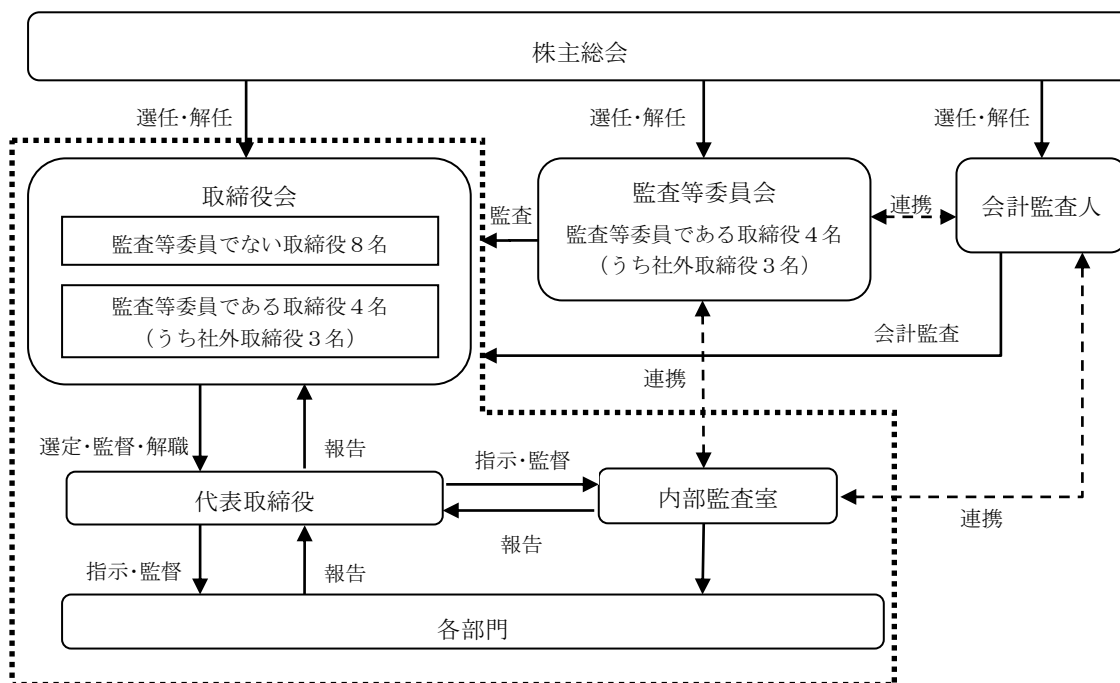 株主総会
選任・解任
選任・解任
選任・解任
取締役会
監査等委員でない取締役８名
監査等委員である取締役４名
（うち社外取締役３名）
監査
監査等委員会
監査等委員である取締役４名
（うち社外取締役３名）
連携
会計監査人
会計監査
連携
選定・監督・解職
報告
指示・監督
代表取締役
内部監査室
報告
連携
指示・監督
報告
各部門